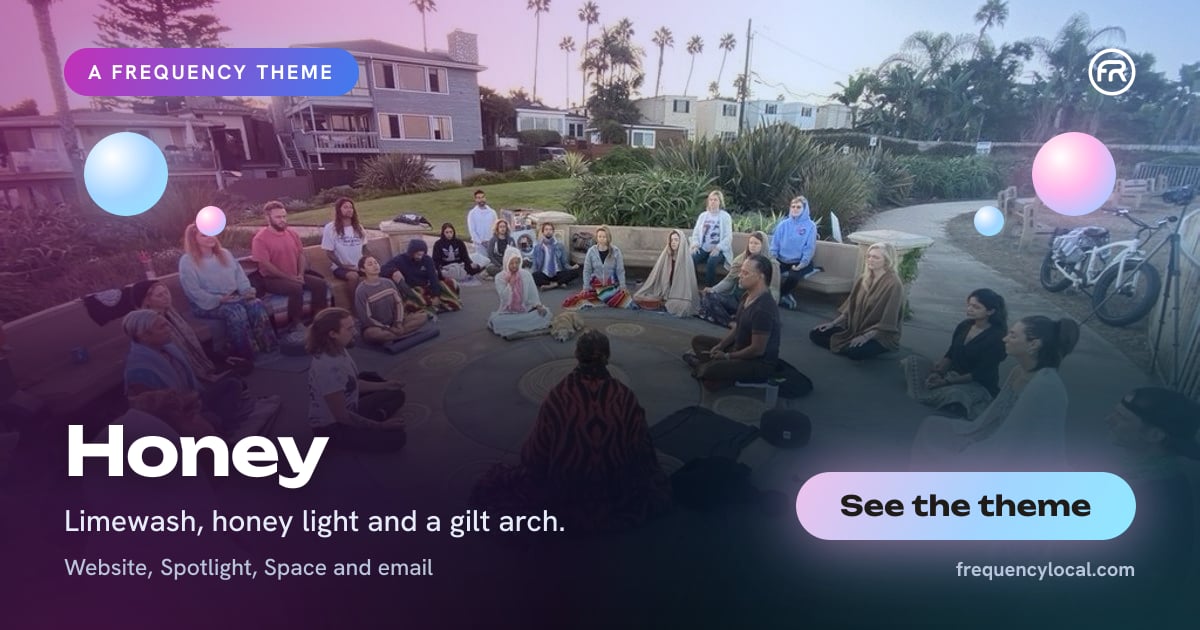 A FREQUENCY THEME
FR
Honey
Limewash, honey light and a gilt arch.
See the theme
Website, Spotlight, Space and email
frequencylocal.com